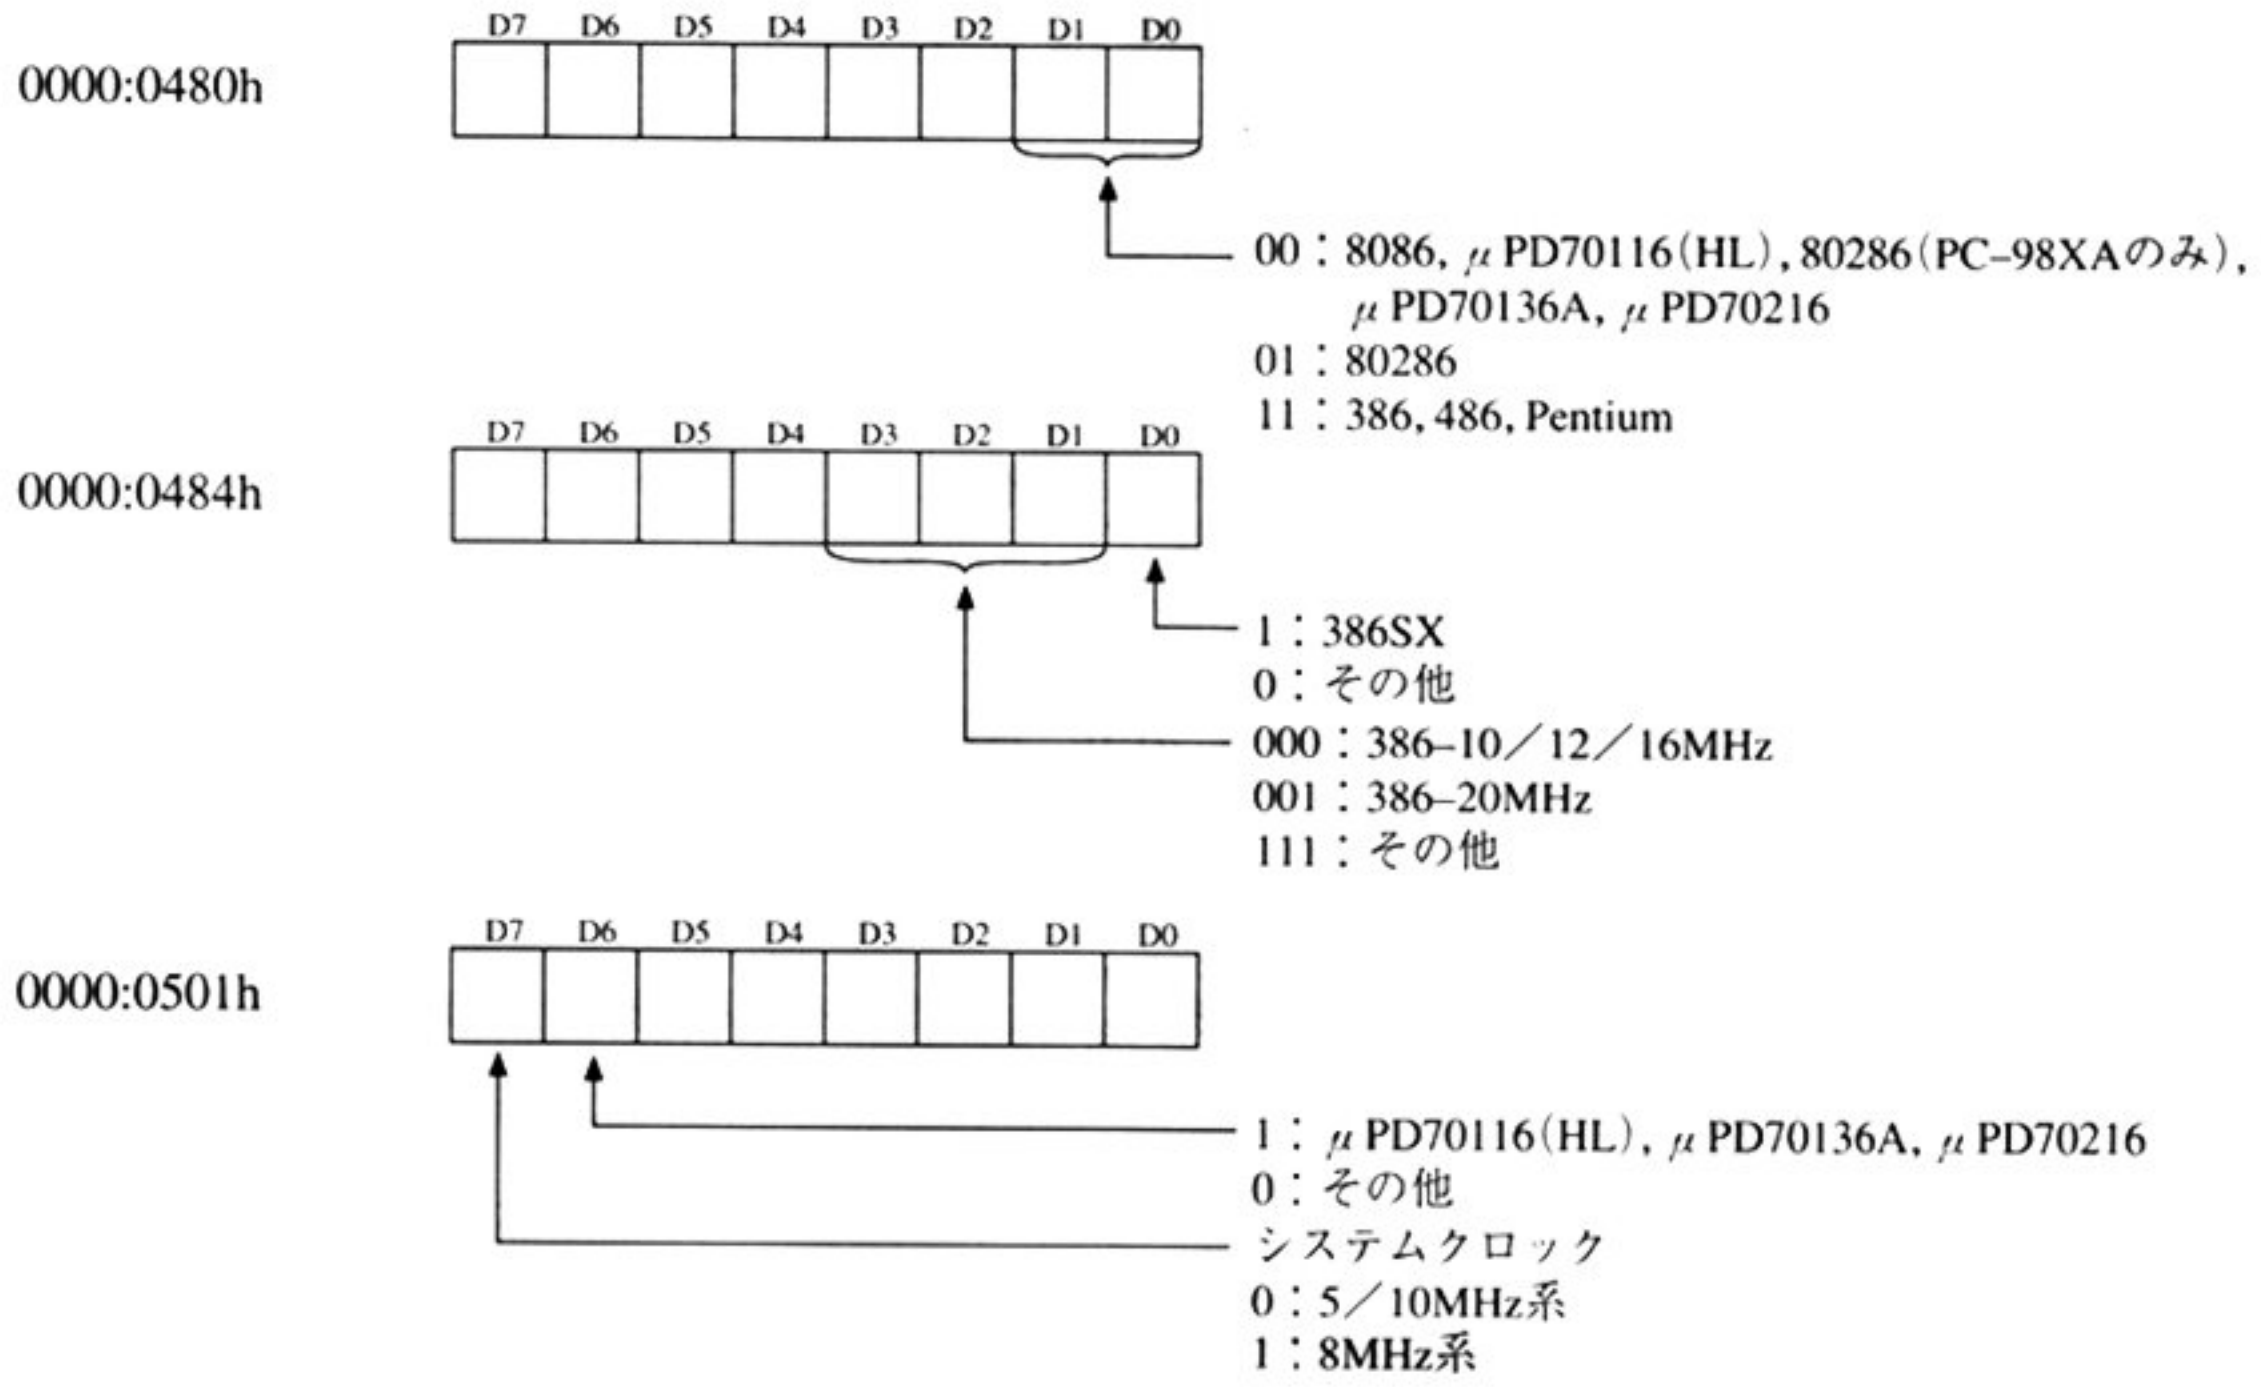 D7 D6 D5 D4 D3 D2 D1 D0
0000:0480h
00：8086, μPD70116(HL), 80286(PC–98XAのみ),
μPD70136A, μPD70216
01：80286
11：386, 486, Pentium
D7 D6 D5 D4 D3 D2 D1 D0
0000:0484h
1：386SX
0：その他
000：386–10／12／16MHz
001：386–20MHz
111：その他
D7 D6 D5 D4 D3 D2 D1 D0
0000:0501h
1：μPD70116(HL), μPD70136A, μPD70216
0：その他
システムクロック
0：5／10MHz系
1：8MHz系